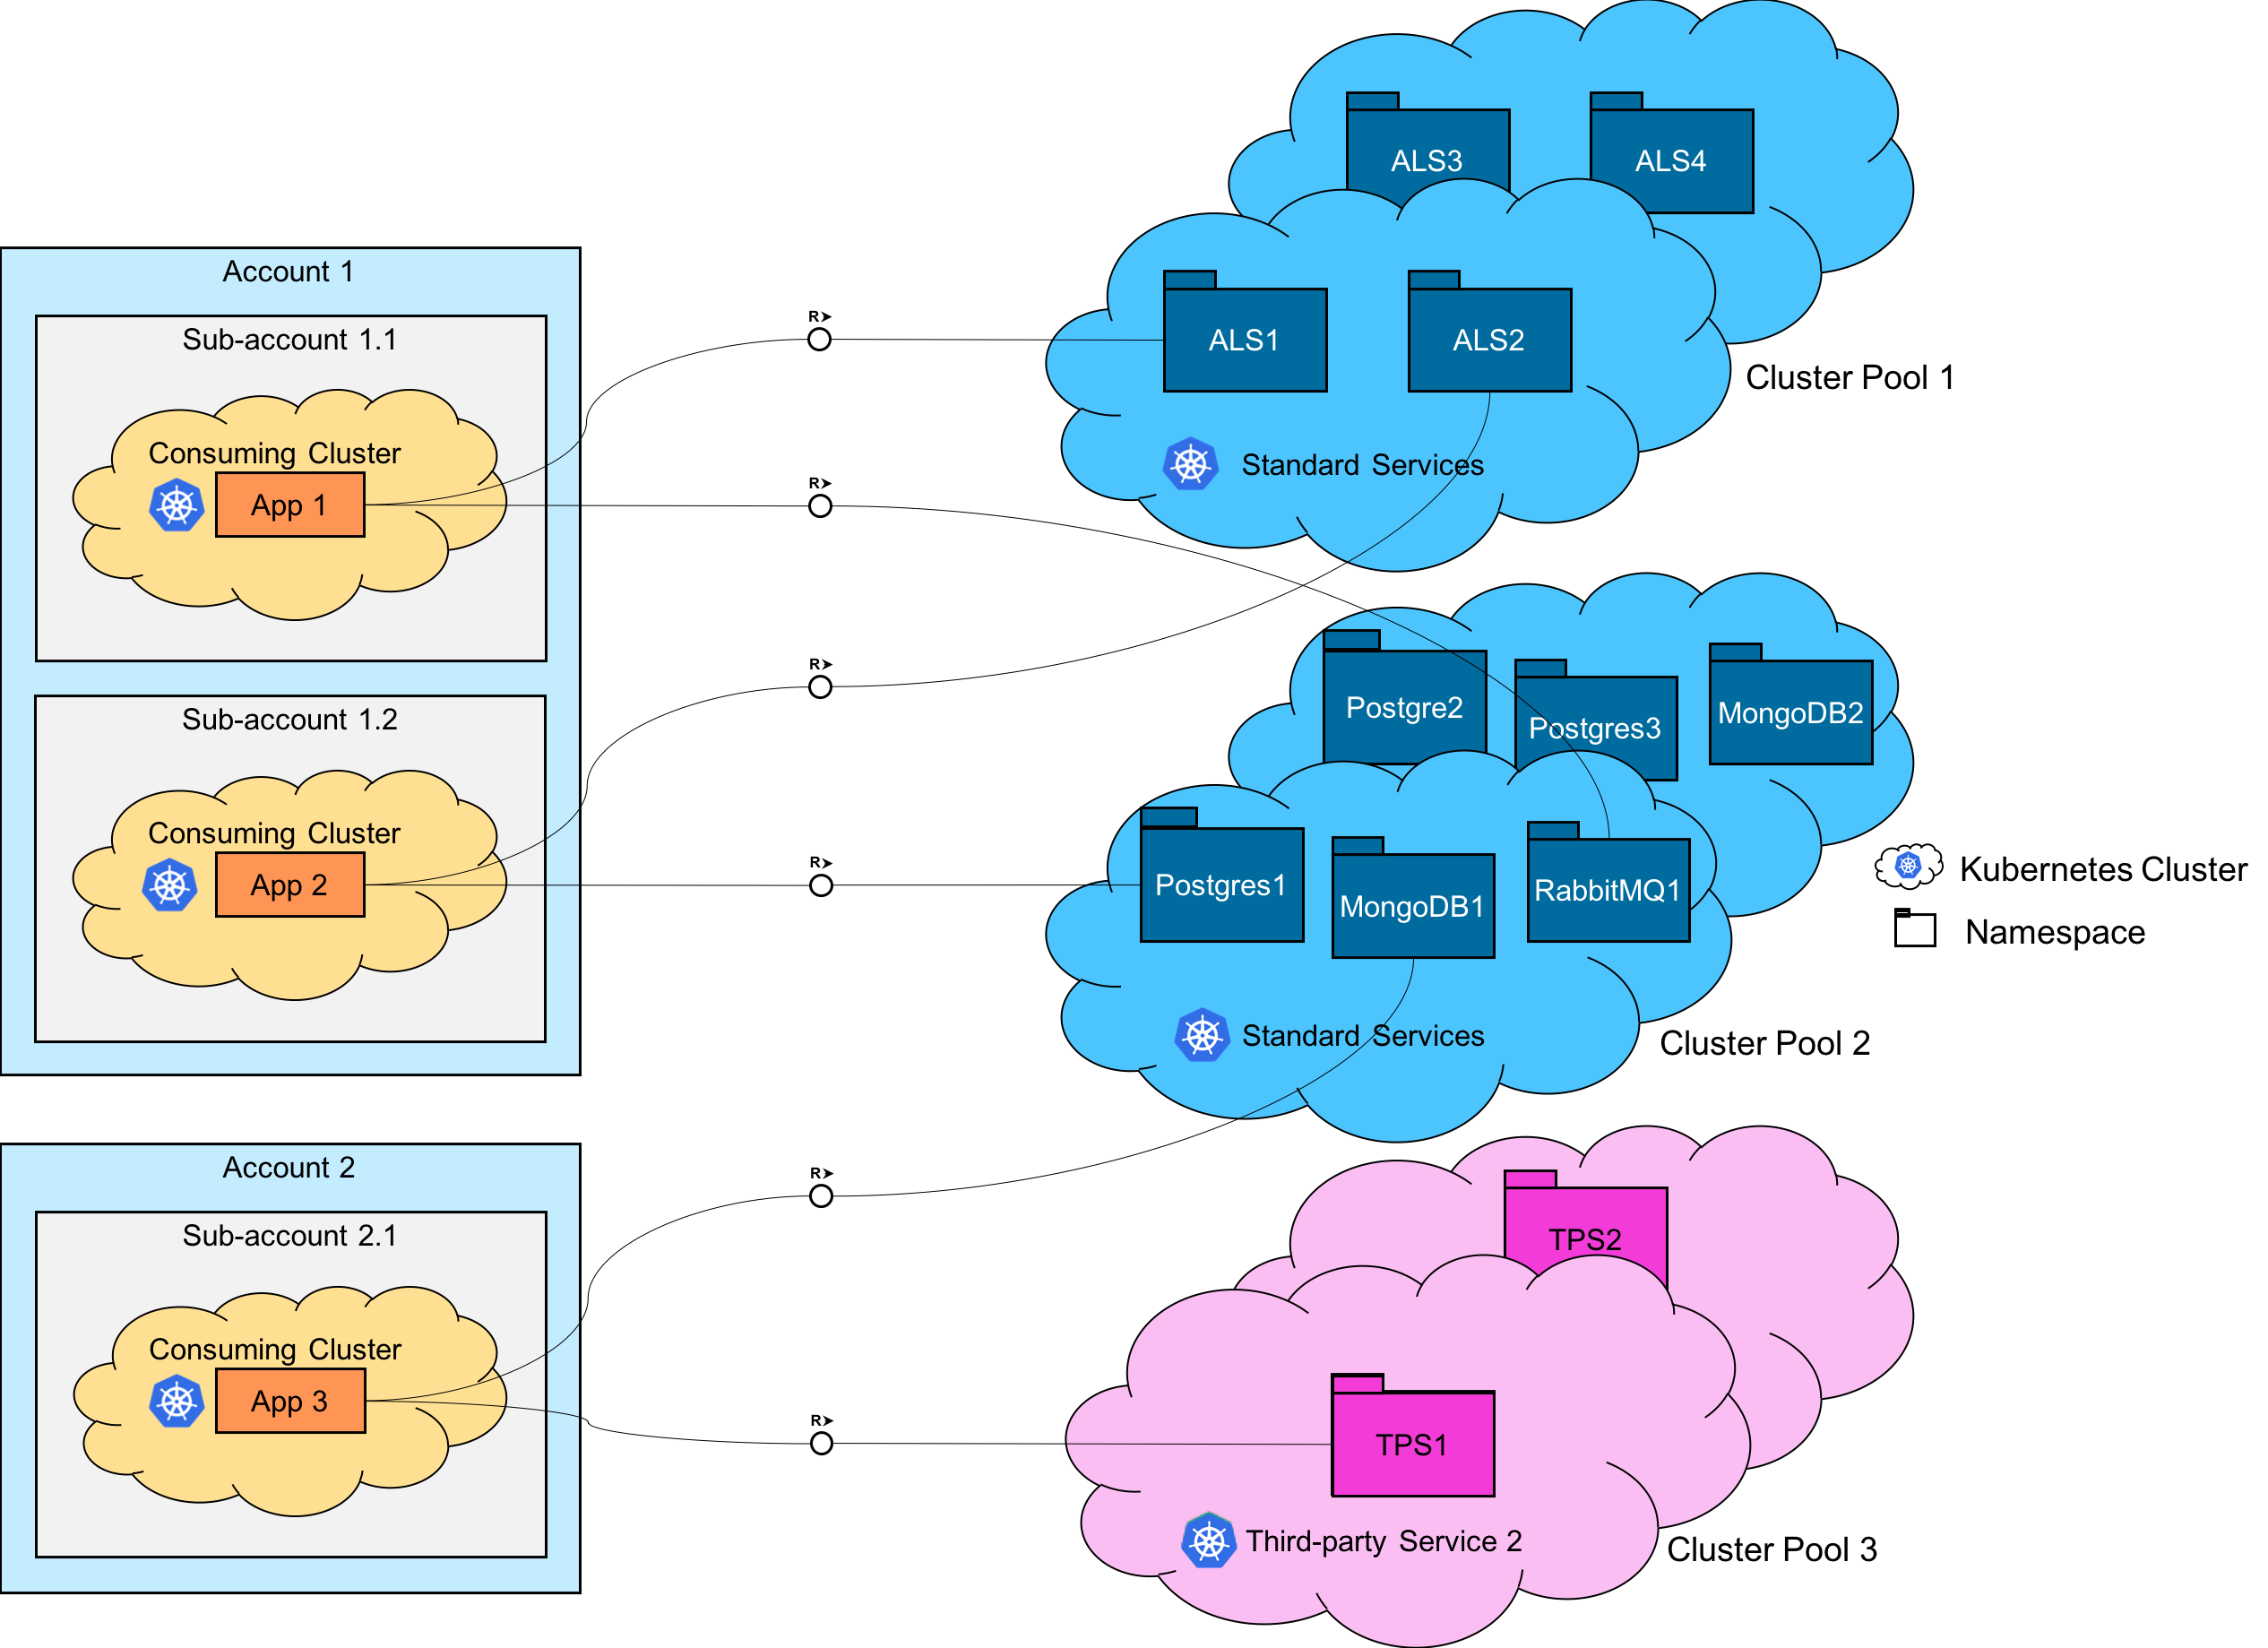 Account 1
Sub-account 1.1
Consuming Cluster
App 1
Sub-account 1.2
Consuming Cluster
App 2
Account 2
Sub-account 2.1
Consuming Cluster
App 3
R
R
R
R
R
R
ALS3
ALS4
ALS1
ALS2
Standard Services
Cluster Pool 1
Postgre2
Postgres3
MongoDB2
Postgres1
MongoDB1
RabbitMQ1
Standard Services
Cluster Pool 2
TPS2
TPS1
Third-party Service 2
Cluster Pool 3
Kubernetes Cluster
Namespace